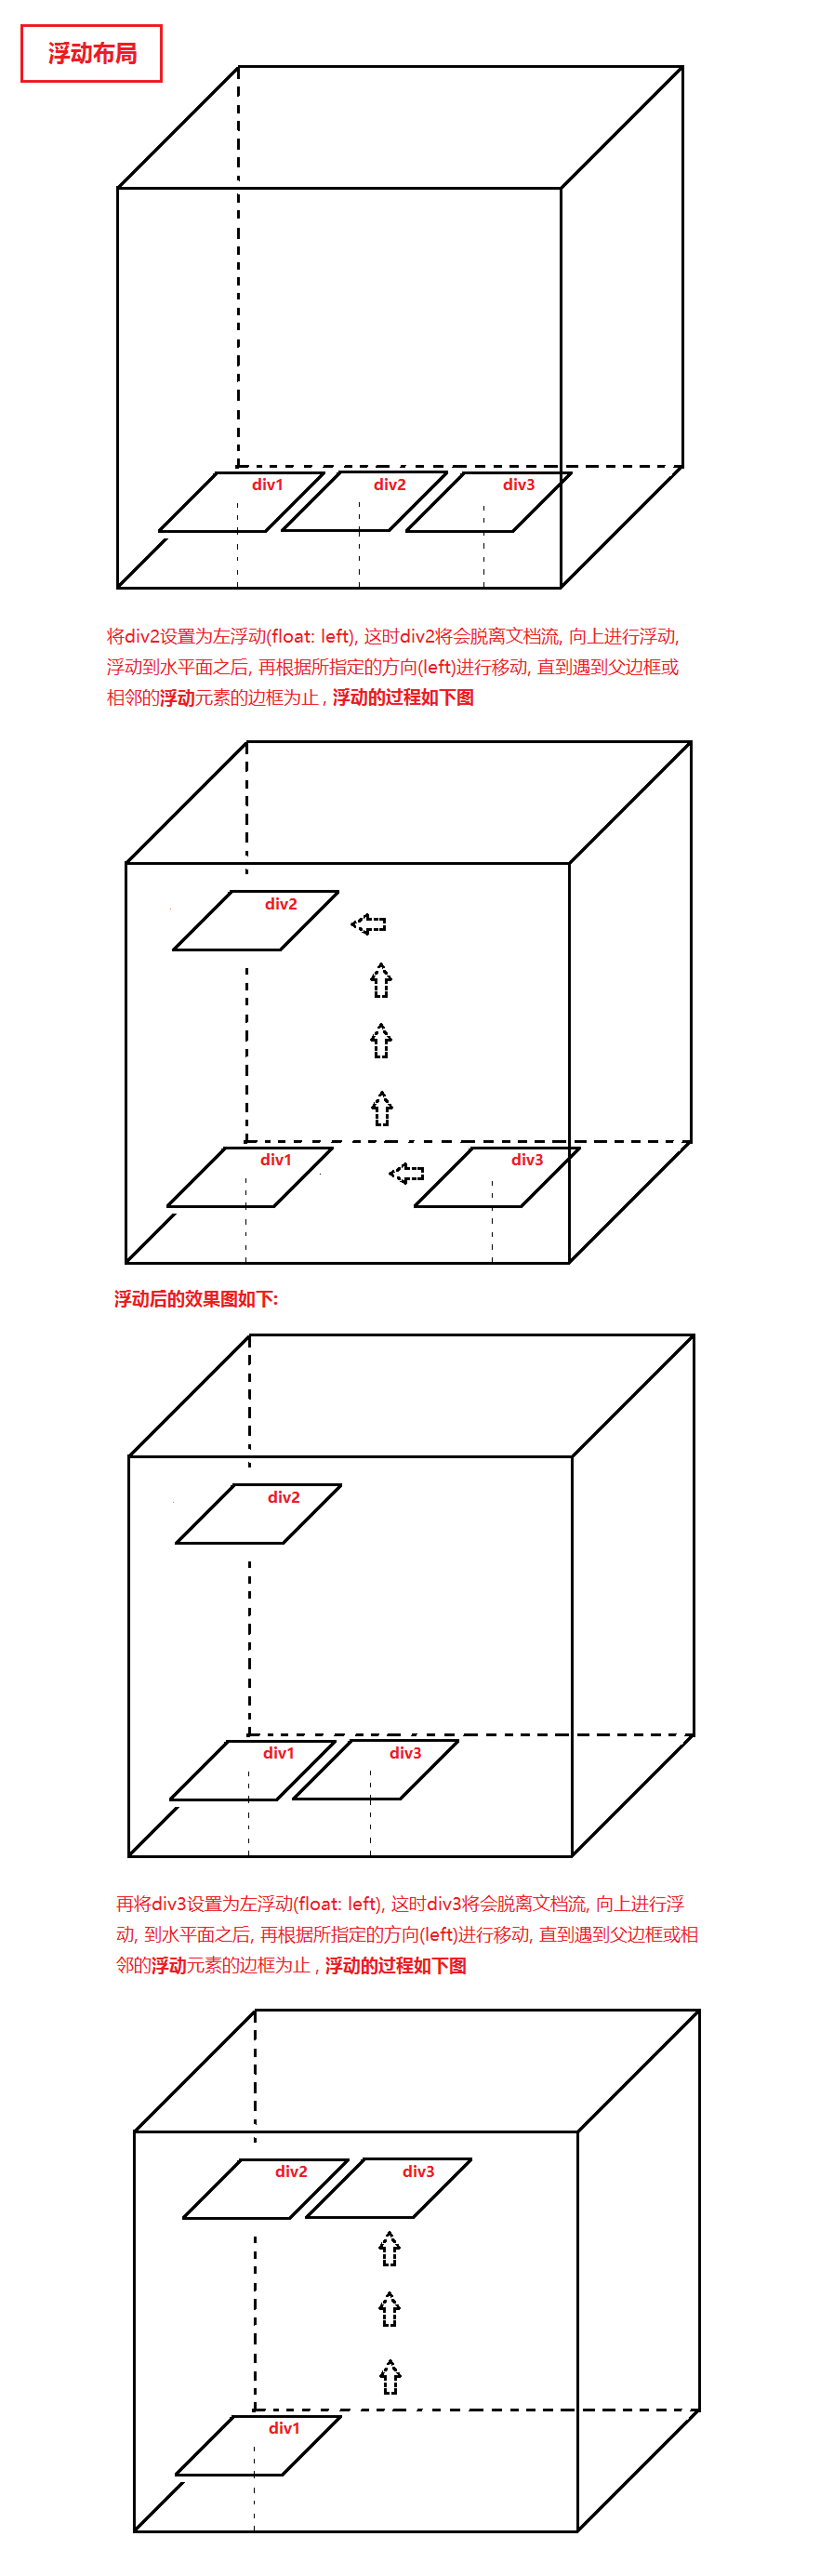 浮动布局
div1 div2 div3
将div2设置为左浮动(float: left), 这时div2将会脱离文档流, 向上进行浮动,
浮动到水平面之后, 再根据所指定的方向(left)进行移动, 直到遇到父边框或
相邻的浮动元素的边框为止 , 浮动的过程如下图
div2
div1 div3
浮动后的效果图如下:
div2
div1 div3
再将div3设置为左浮动(float: left), 这时div3将会脱离文档流, 向上进行浮
动, 到水平面之后, 再根据所指定的方向(left)进行移动, 直到遇到父边框或相
邻的浮动元素的边框为止 , 浮动的过程如下图
div2 div3
div1